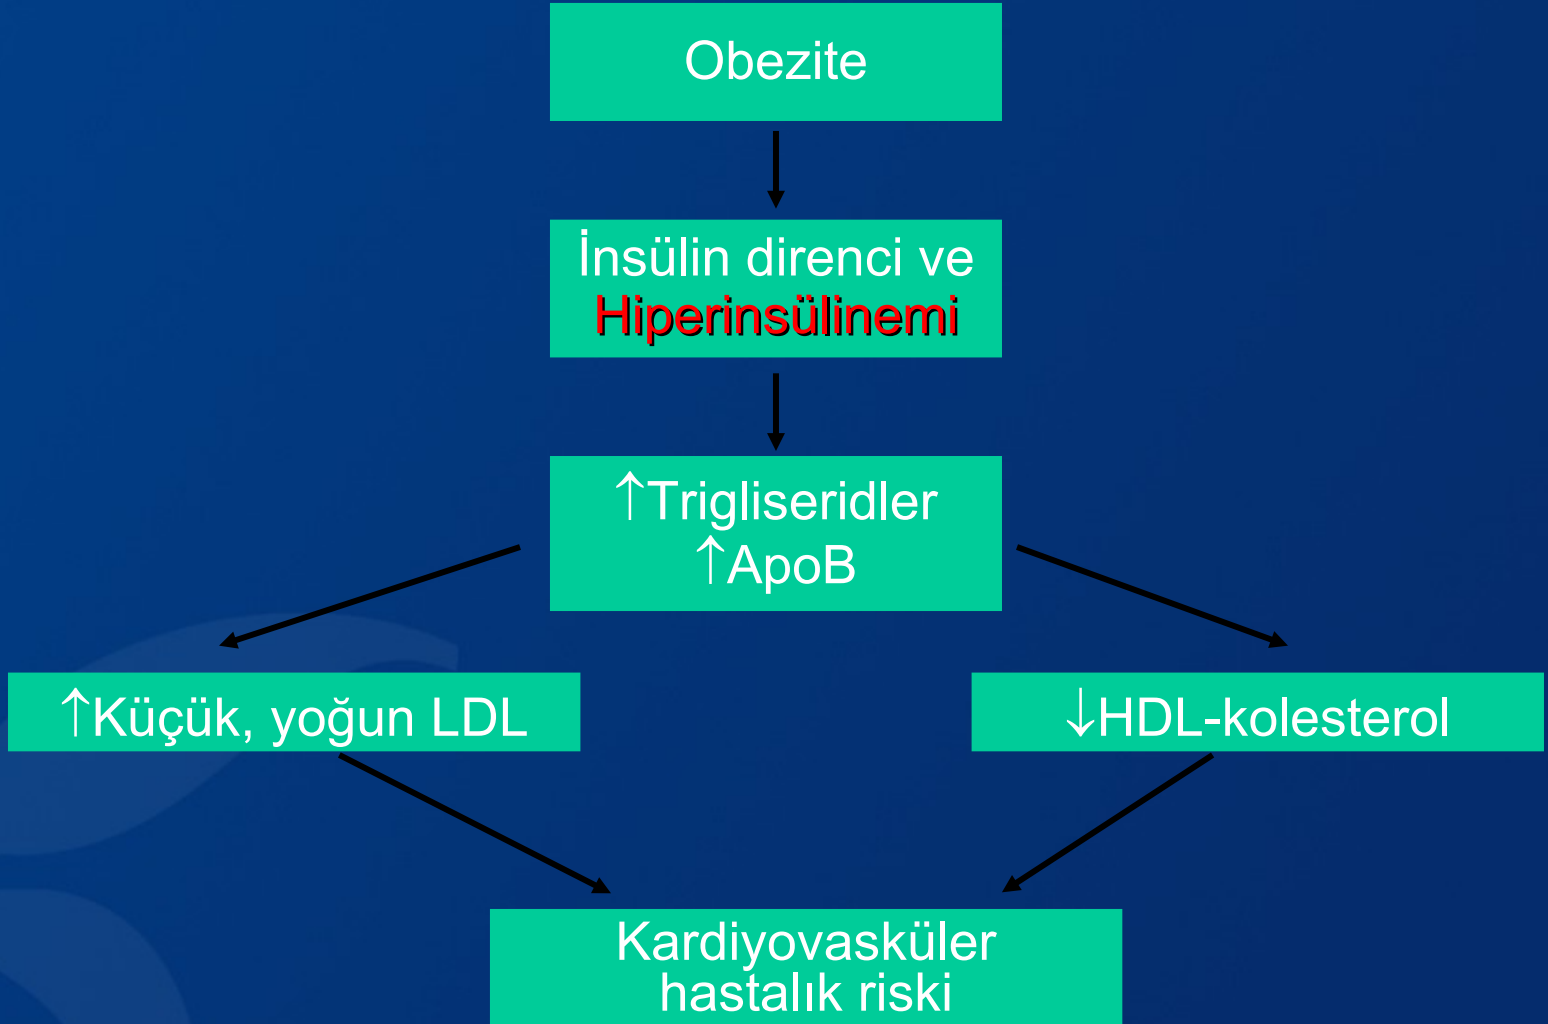 Obezite
İnsülin direnci ve
Hiperinsülinemi
↑Trigliseridler
↑ApoB
↑Küçük, yoğun LDL
↓HDL-kolesterol
Kardiyovasküler
hastalık riski